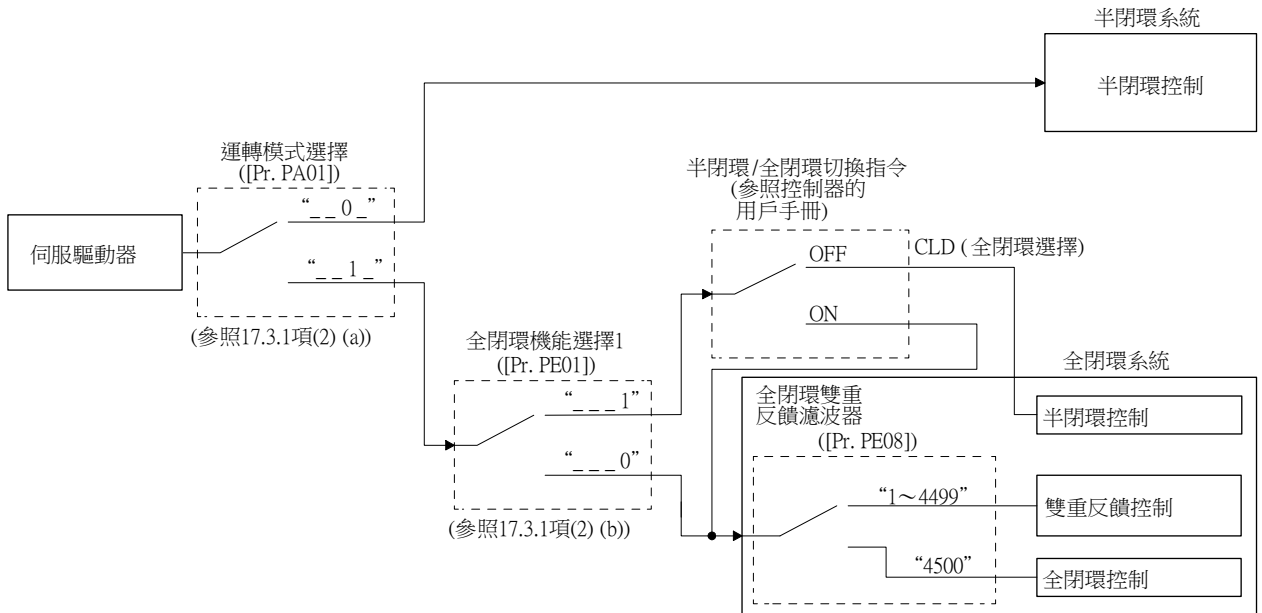 半閉環系統
半閉環控制
運轉模式選擇
([Pr. PA01])
“_ _ 0 _”
伺服驅動器
“_ _ 1 _”
(參照17.3.1項(2) (a))
半閉環/全閉環切換指令
(參照控制器的
用戶手冊)
OFF
CLD ( 全閉環選擇)
ON
全閉環機能選擇1
([Pr. PE01])
“_ _ _ 1”
“_ _ _ 0”
(參照17.3.1項(2) (b))
全閉環系統
全閉環雙重
反饋濾波器
([Pr. PE08])
半閉環控制
“1～4499”
雙重反饋控制
“4500”
全閉環控制